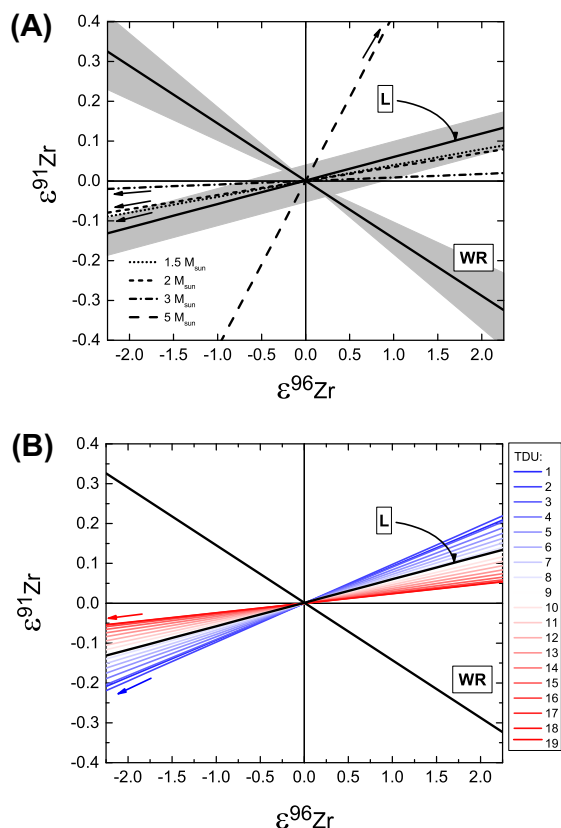 (A)
0.4
0.3
0.2
0.1
0.0
-0.1
-0.2
-0.3
-0.4
ε⁹¹Zr
L
WR
1.5 Msun
2 Msun
3 Msun
5 Msun
-2.0 -1.5 -1.0 -0.5 0.0 0.5 1.0 1.5 2.0
ε⁹⁶Zr
(B)
0.4
0.3
0.2
0.1
0.0
-0.1
-0.2
-0.3
-0.4
ε⁹¹Zr
L
WR
-2.0 -1.5 -1.0 -0.5 0.0 0.5 1.0 1.5 2.0
ε⁹⁶Zr
TDU:
1
2
3
4
5
6
7
8
9
10
11
12
13
14
15
16
17
18
19